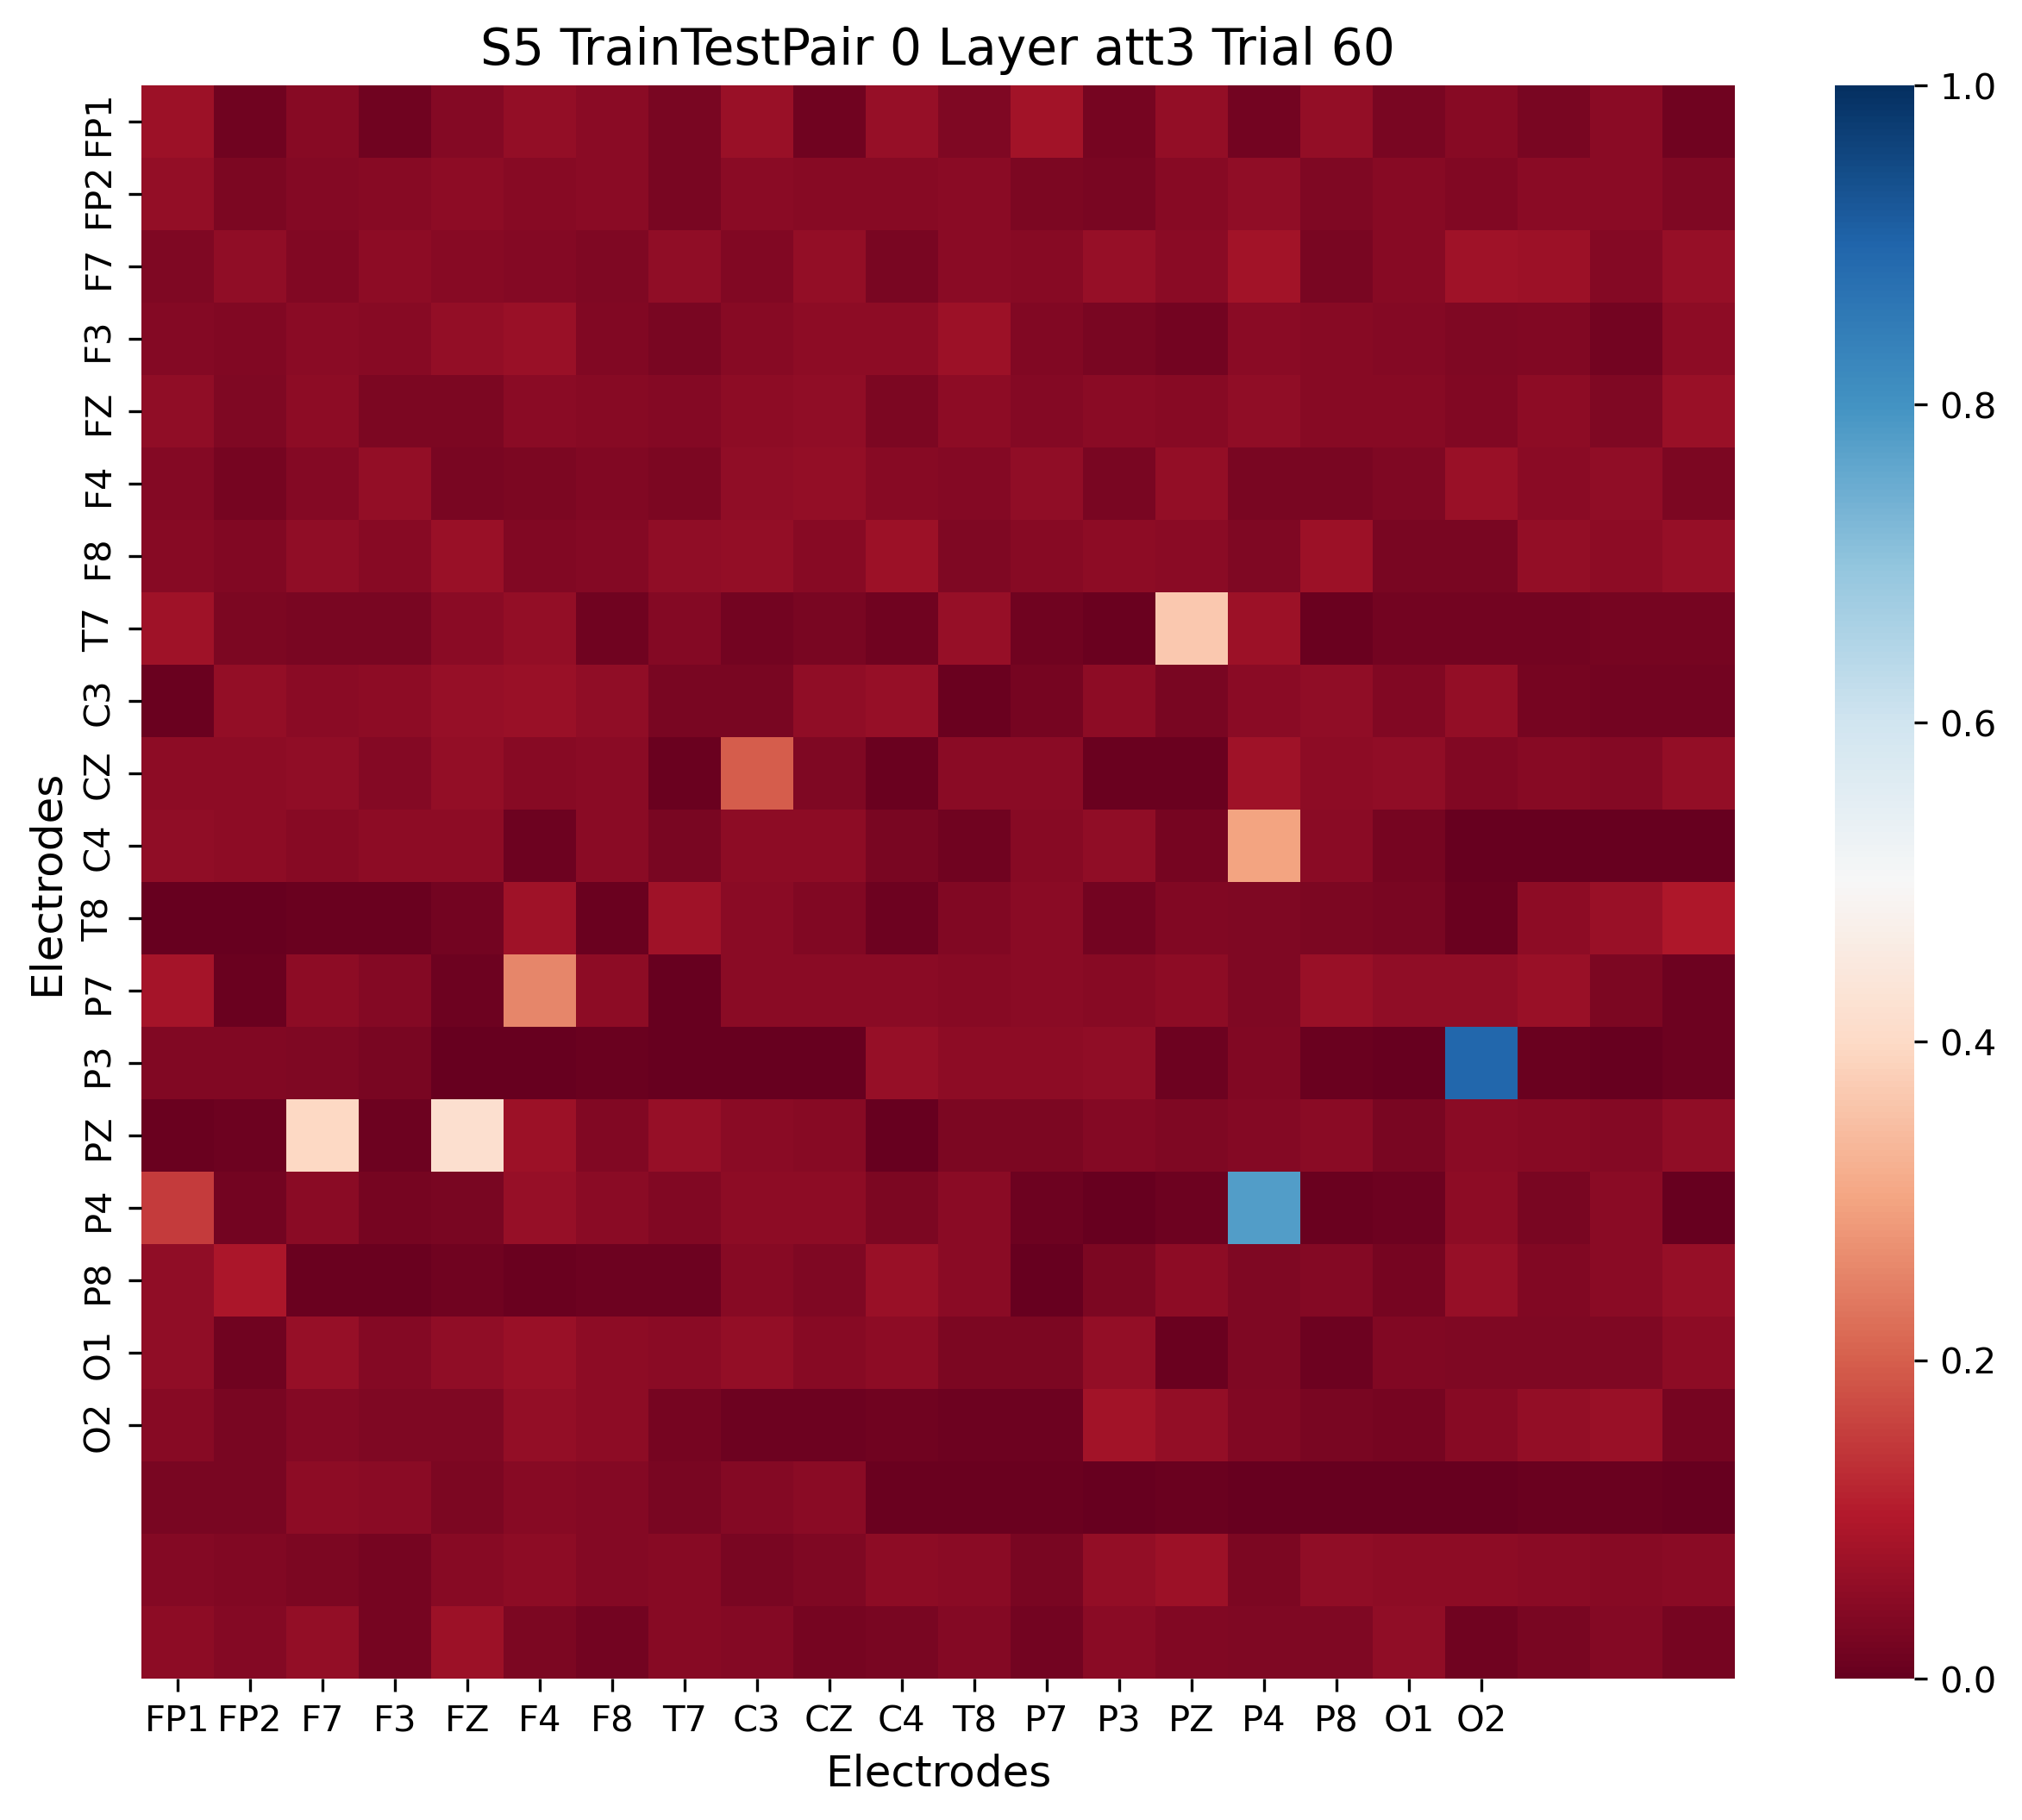 S5 TrainTestPair 0 Layer att3 Trial 60
Electrodes
FP1
FP2
F7
F3
FZ
F4
F8
T7
C3
CZ
C4
T8
P7
P3
PZ
P4
P8
O1
O2
FP1 FP2 F7 F3 FZ F4 F8 T7 C3 CZ C4 T8 P7 P3 PZ P4 P8 O1 O2
Electrodes
1.0
0.8
0.6
0.4
0.2
0.0